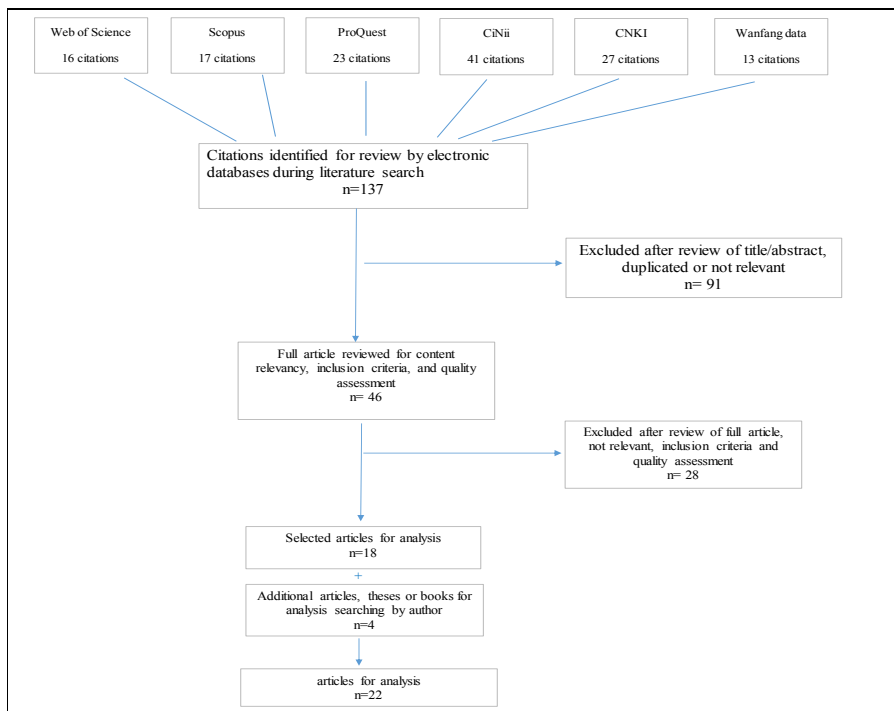 Web of Science
16 citations
Scopus
17 citations
ProQuest
23 citations
CiNii
41 citations
CNKI
27 citations
Wanfang data
13 citations
Citations identified for review by electronic
databases during literature search
n=137
Excluded after review of title/abstract,
duplicated or not relevant
n= 91
Full article reviewed for content
relevancy, inclusion criteria, and quality
assessment
n= 46
Excluded after review of full article,
not relevant, inclusion criteria and
quality assessment
n= 28
Selected articles for analysis
n=18
+
Additional articles, theses or books for
analysis searching by author
n=4
articles for analysis
n=22